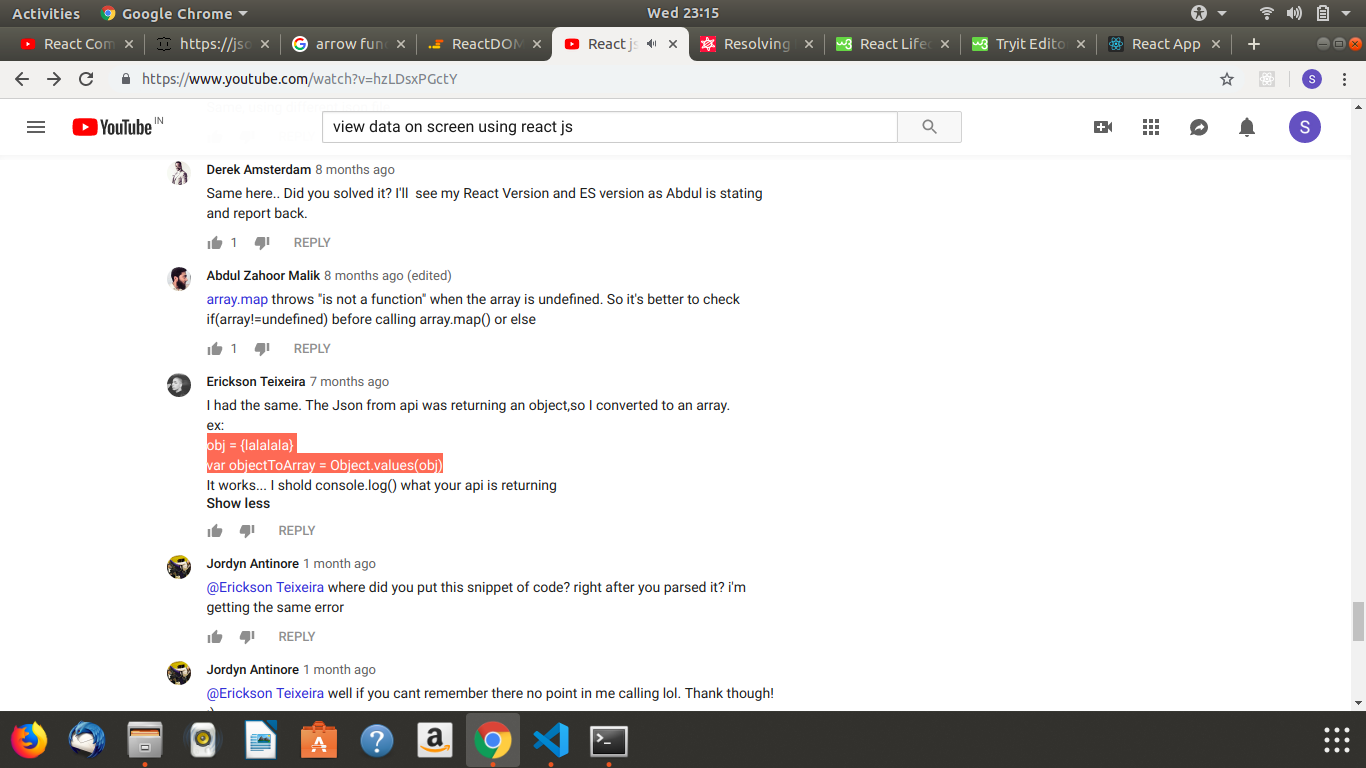 Activities
Google Chrome
Wed 23:15
React Com
https://jso
arrow fun
ReactDOM
React js
Resolving
React Lifec
Tryit Edito
React App
https://www.youtube.com/watch?v=hzLDsxPGctY
S
YouTube IN
view data on screen using react js
S
Derek Amsterdam 8 months ago
Same here.. Did you solved it? I'll see my React Version and ES version as Abdul is stating
and report back.
1 REPLY
Abdul Zahoor Malik 8 months ago (edited)
array.map throws "is not a function" when the array is undefined. So it's better to check
if(array!=undefined) before calling array.map() or else
1 REPLY
Erickson Teixeira 7 months ago
I had the same. The Json from api was returning an object,so I converted to an array.
ex:
obj = {lalalala}
var objectToArray = Object.values(obj)
It works... I shold console.log() what your api is returning
Show less
REPLY
Jordyn Antinore 1 month ago
@Erickson Teixeira where did you put this snippet of code? right after you parsed it? i'm
getting the same error
REPLY
Jordyn Antinore 1 month ago
@Erickson Teixeira well if you cant remember there no point in me calling lol. Thank though!